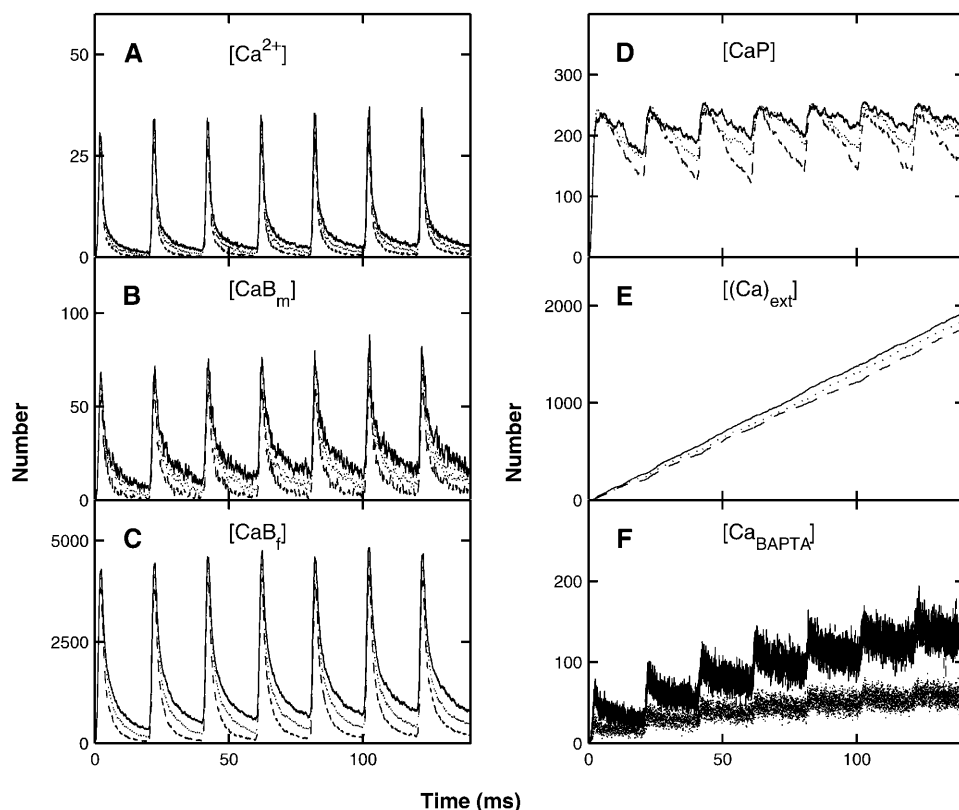 A [Ca2+]
50
25
0
B [CaBm]
100
50
0
C [CaBf]
5000
2500
0
0 50 100
Number
D [CaP]
300
200
100
0
E [(Ca)ext]
2000
1000
0
F [CaBAPTA]
200
100
0
0 50 100
Number
Time (ms)